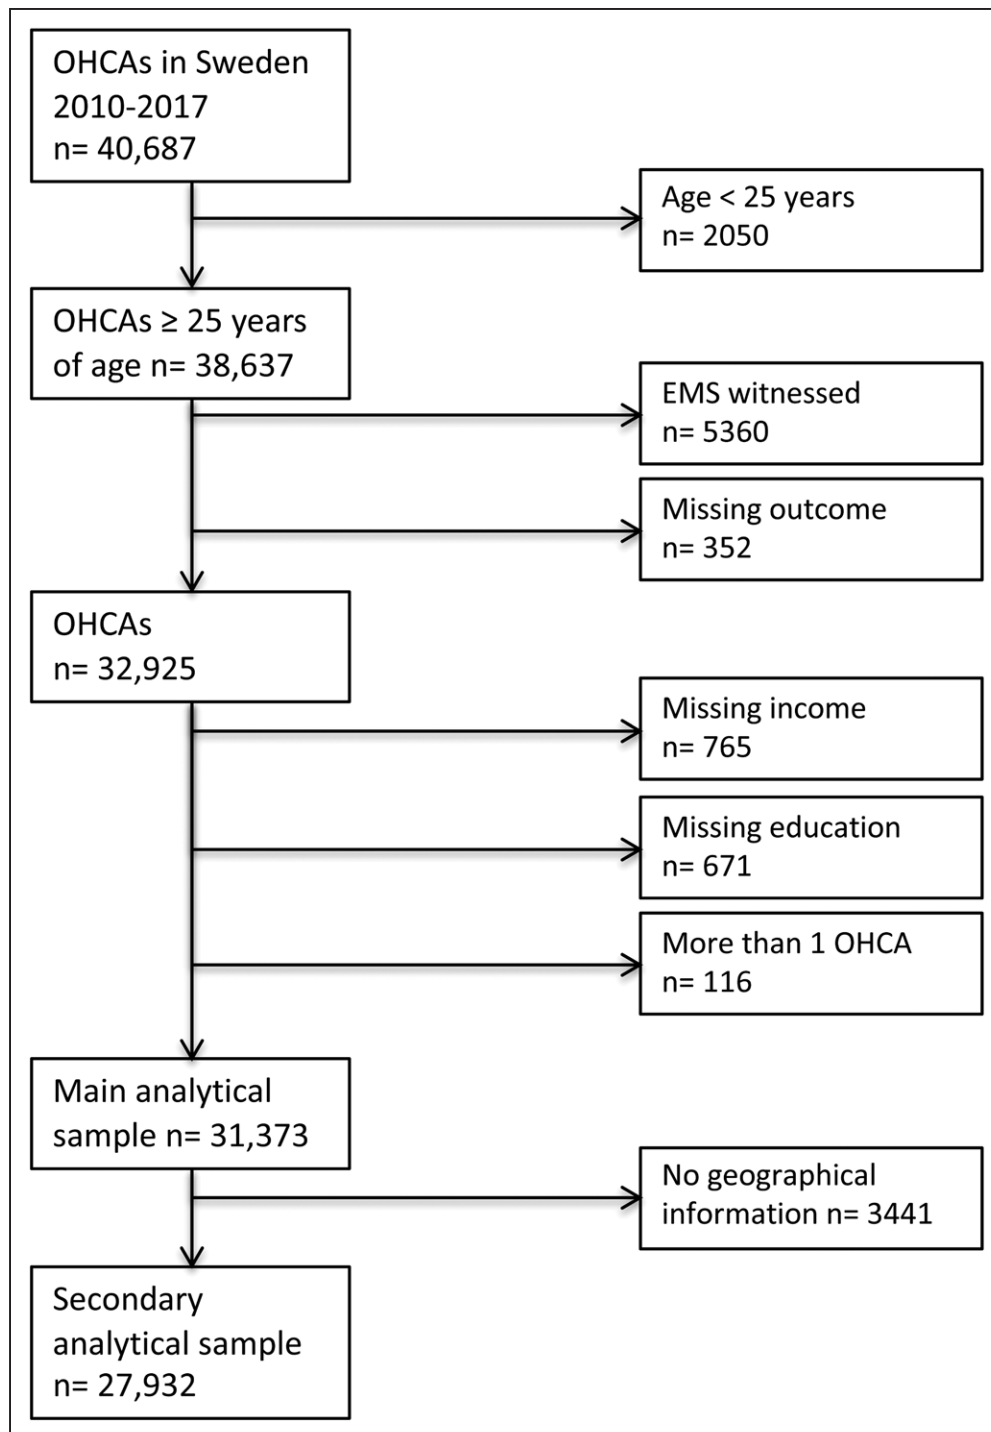 OHCAs in Sweden
2010-2017
n= 40,687
Age < 25 years
n= 2050
OHCAs ≥ 25 years
of age n= 38,637
EMS witnessed
n= 5360
Missing outcome
n= 352
OHCAs
n= 32,925
Missing income
n= 765
Missing education
n= 671
More than 1 OHCA
n= 116
Main analytical
sample n= 31,373
No geographical
information n= 3441
Secondary
analytical sample
n= 27,932